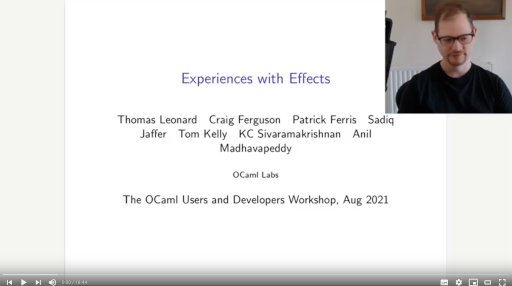 Experiences with Effects
Thomas Leonard Craig Ferguson Patrick Ferris Sadiq
Jaffer Tom Kelly KC Sivaramakrishnan Anil
Madhavapeddy
OCaml Labs
The OCaml Users and Developers Workshop, Aug 2021